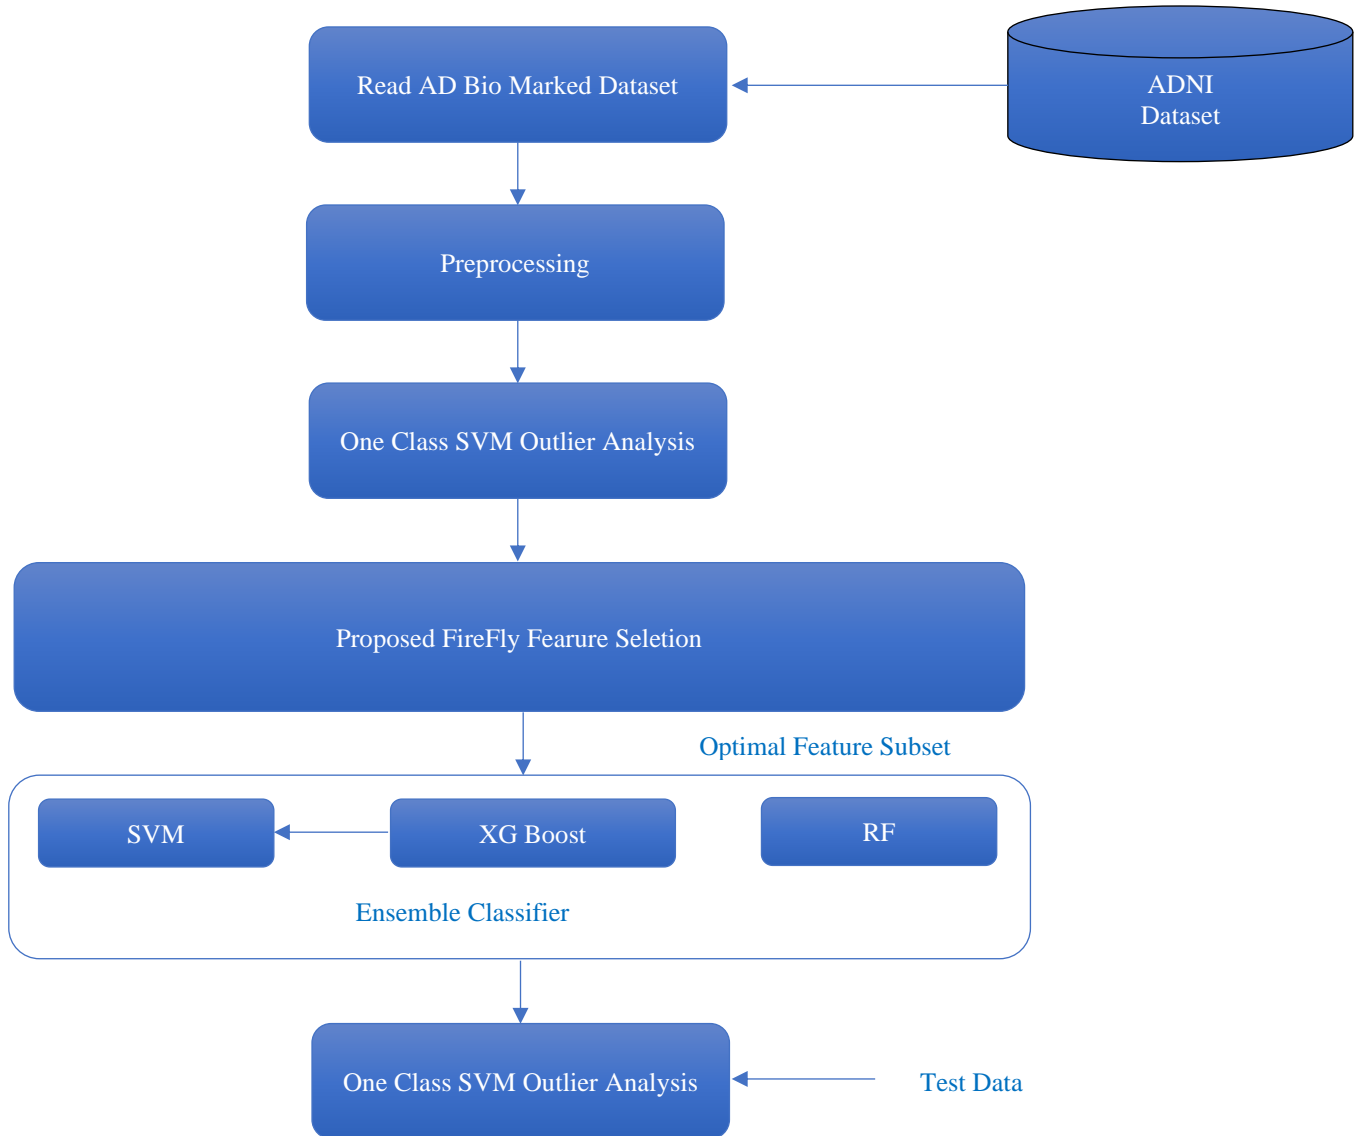 Read AD Bio Marked Dataset
ADNI
Dataset
Preprocessing
One Class SVM Outlier Analysis
Proposed FireFly Fearure Seletion
Optimal Feature Subset
SVM
XG Boost
RF
Ensemble Classifier
One Class SVM Outlier Analysis
Test Data